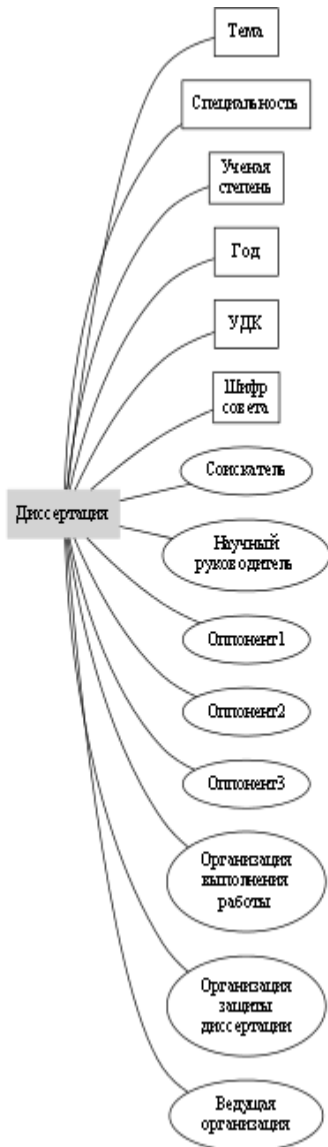 Тема
Специальность
Ученая
степень
Год
УДК
Шифр
совета
Соискатель
Диссертация
Научный
руководитель
Оппонент1
Оппонент2
Оппонент3
Организация
выполнения
работы
Организация
защиты
диссертации
Ведущая
организация